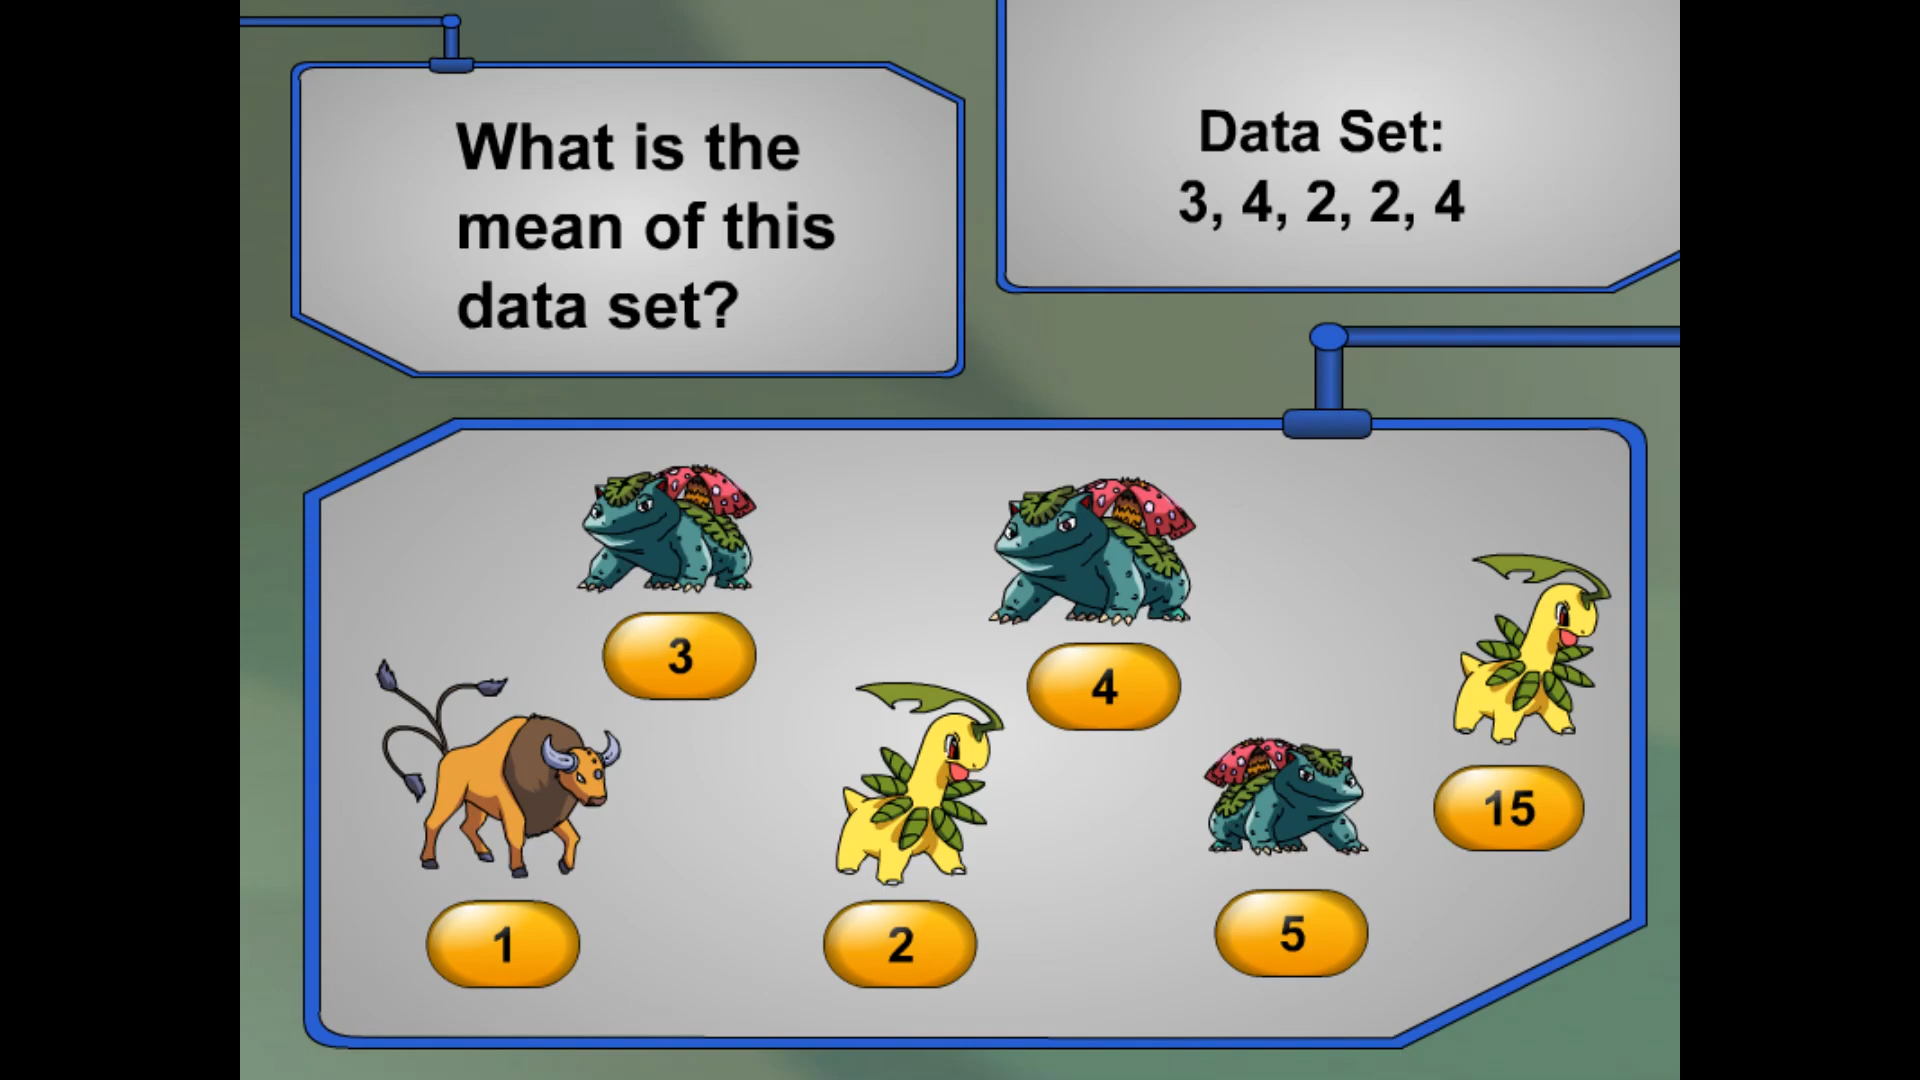 What is the
mean of this
data set?
Data Set:
3, 4, 2, 2, 4
3
4
15
1
2
5